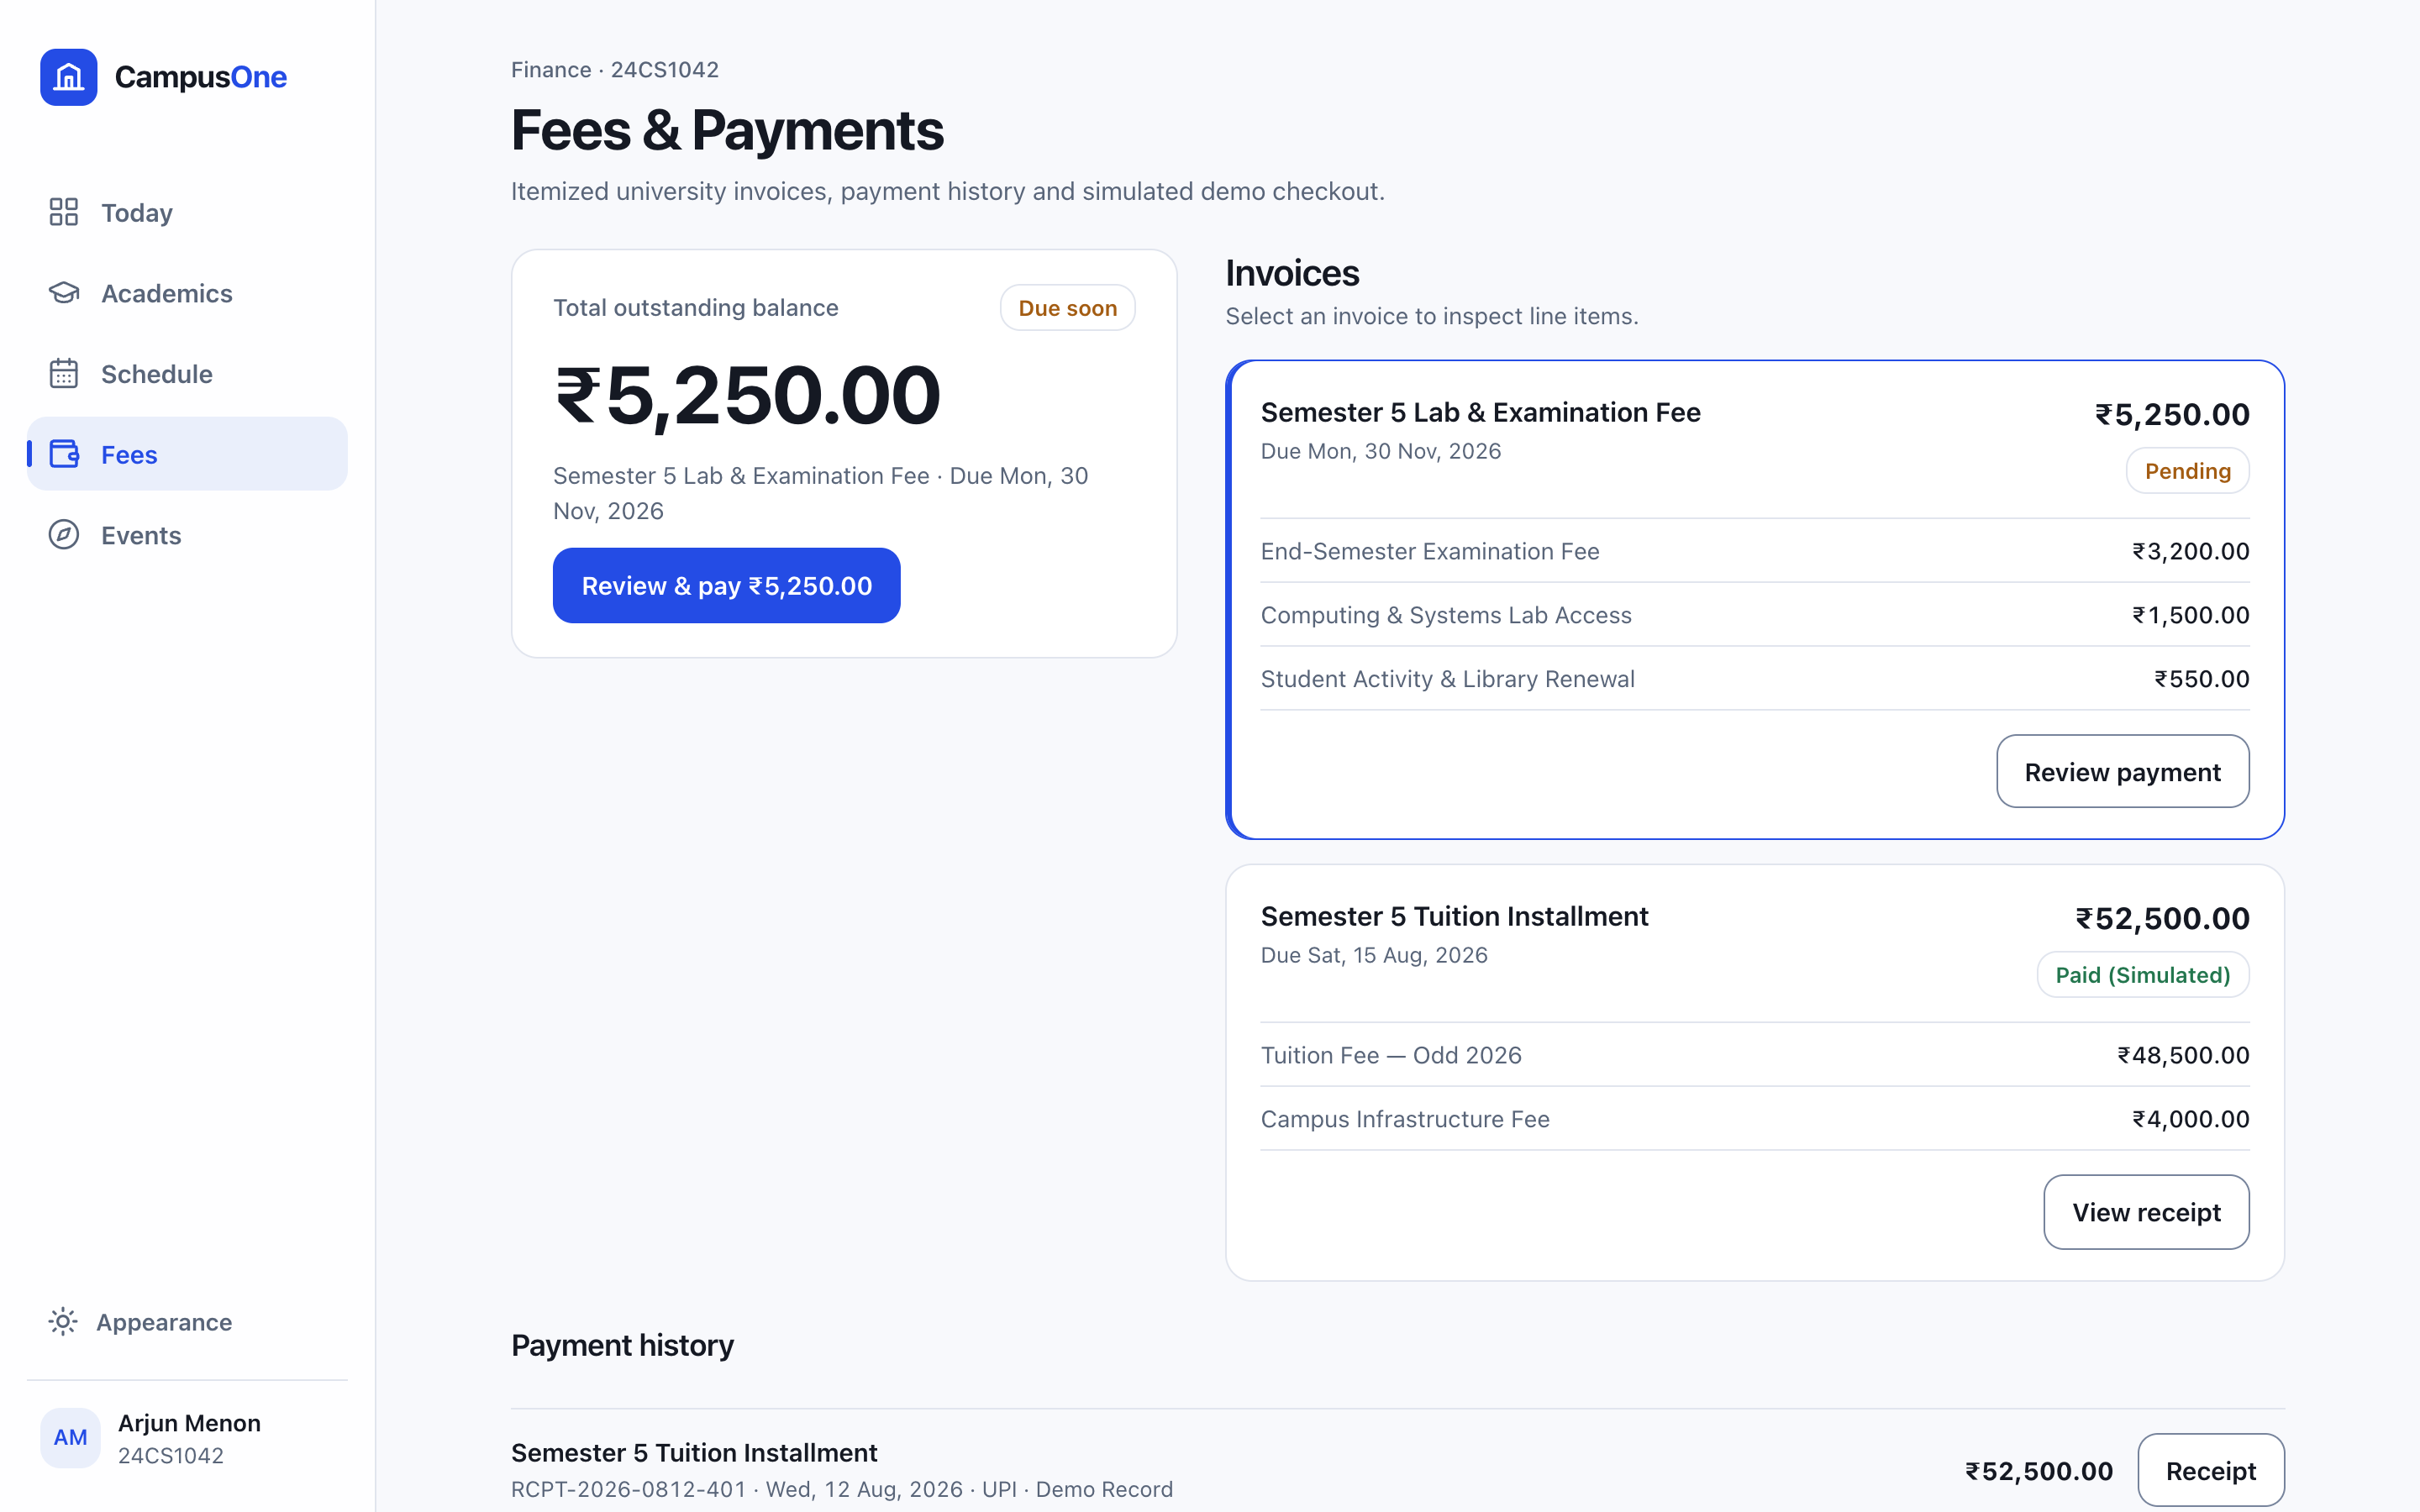 CampusOne
Today
Academics
Schedule
Fees
Events
Appearance
AM
Arjun Menon
24CS1042
Finance · 24CS1042
Fees & Payments
Itemized university invoices, payment history and simulated demo checkout.
Total outstanding balance
Due soon
₹5,250.00
Semester 5 Lab & Examination Fee · Due Mon, 30
Nov, 2026
Review & pay ₹5,250.00
Invoices
Select an invoice to inspect line items.
Semester 5 Lab & Examination Fee
₹5,250.00
Due Mon, 30 Nov, 2026
Pending
End-Semester Examination Fee
₹3,200.00
Computing & Systems Lab Access
₹1,500.00
Student Activity & Library Renewal
₹550.00
Review payment
Semester 5 Tuition Installment
₹52,500.00
Due Sat, 15 Aug, 2026
Paid (Simulated)
Tuition Fee — Odd 2026
₹48,500.00
Campus Infrastructure Fee
₹4,000.00
View receipt
Payment history
Semester 5 Tuition Installment
RCPT-2026-0812-401 · Wed, 12 Aug, 2026 · UPI · Demo Record
₹52,500.00
Receipt